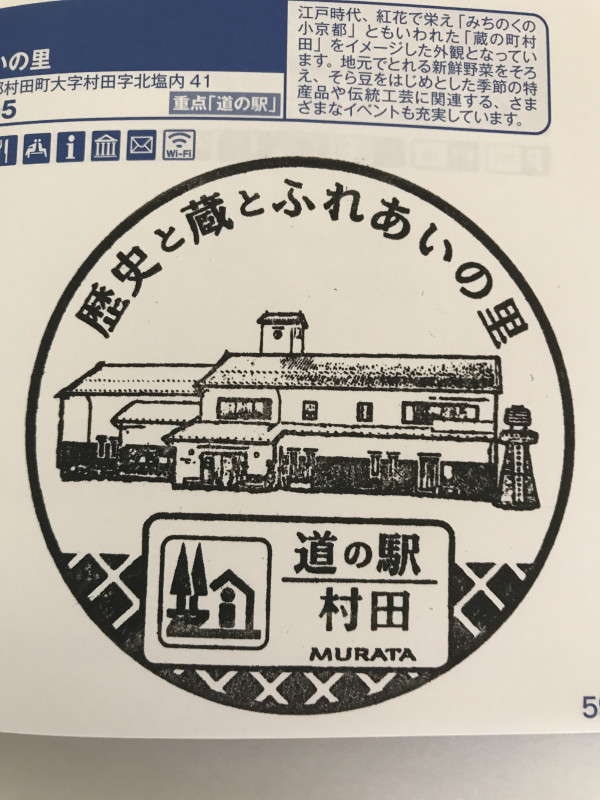 いの里
郡村田町大字村田字北塩内 41
05
重点「道の駅」
江戸時代、紅花で栄え「みちのくの
小京都」ともいわれた「蔵の町村
田」をイメージした外観となってい
ます。地元でとれる新鮮野菜をそろ
え、そら豆をはじめとした季節の特
産品や伝統工芸に関連する、さま
ざまなイベントも充実しています。
Wi-Fi
歴史と蔵とふれあいの里
道の駅
村田
MURATA